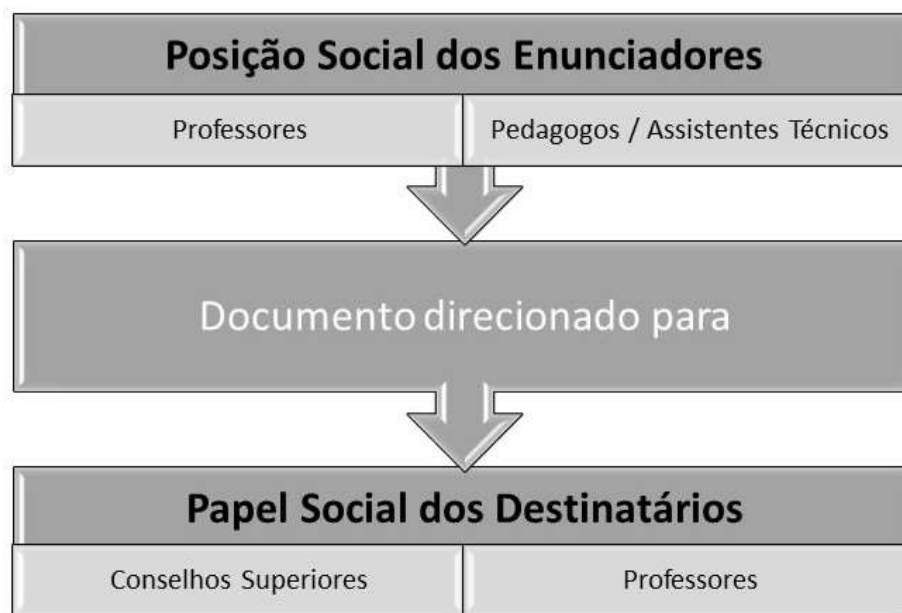 Posição Social dos Enunciadores
Professores
Pedagogos / Assistentes Técnicos
Documento direcionado para
Papel Social dos Destinatários
Conselhos Superiores
Professores